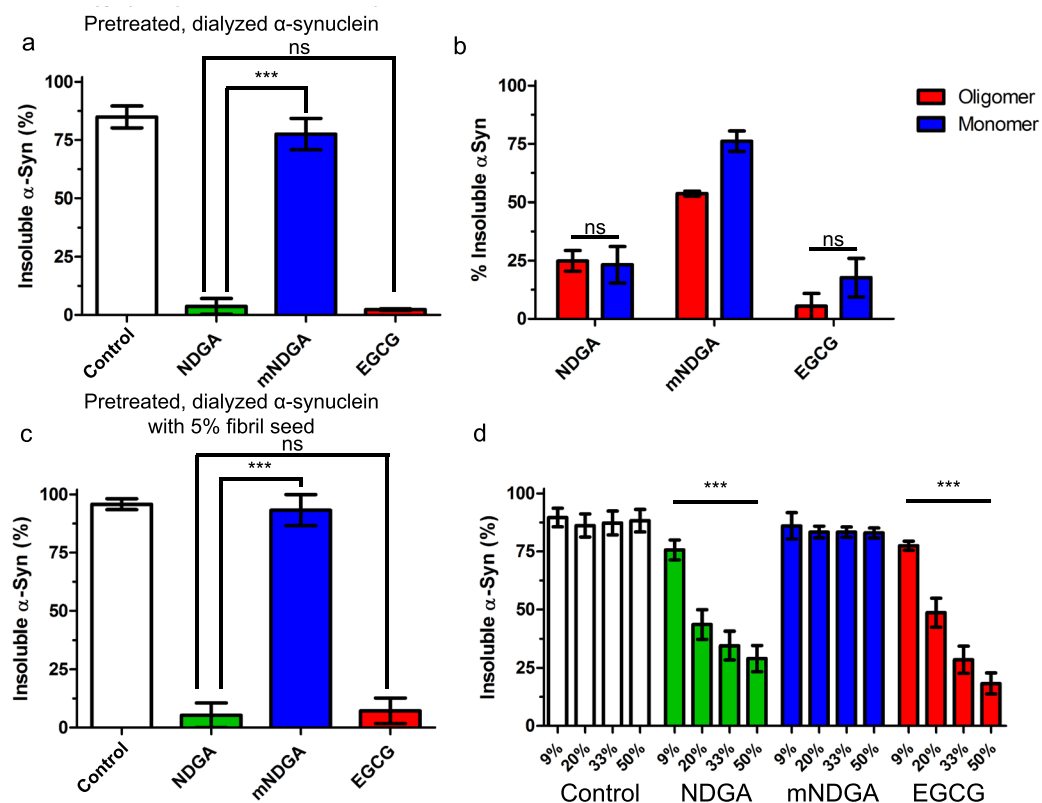 Pretreated, dialyzed α-synuclein
a
ns
***
Insoluble α-Syn (%)
100
75
50
25
0
Control
NDGA
mNDGA
EGCG
b
% Insoluble αSyn
100
75
50
25
0
ns
ns
NDGA
mNDGA
EGCG
Oligomer
Monomer
Pretreated, dialyzed α-synuclein
with 5% fibril seed
c
ns
***
Insoluble α-Syn (%)
100
75
50
25
0
Control
NDGA
mNDGA
EGCG
d
***
***
Insoluble α-Syn (%)
100
75
50
25
0
9% 20% 33% 50% 9% 20% 33% 50% 9% 20% 33% 50% 9% 20% 33% 50%
Control NDGA mNDGA EGCG